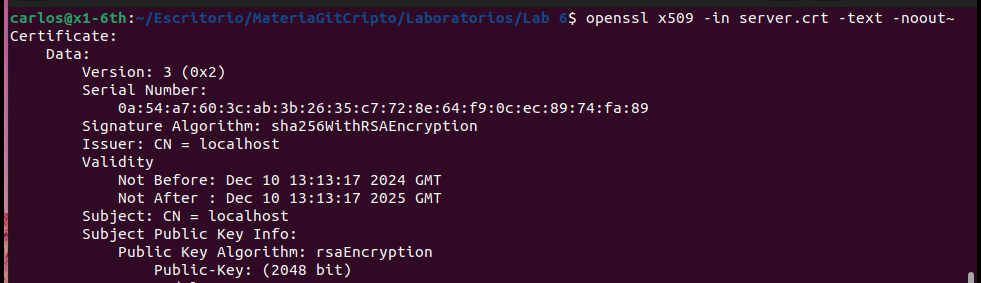 carlos@x1-6th:~/Escritorio/MateriaGitCripto/Laboratorios/Lab 6$ openssl x509 -in server.crt -text -noout~
Certificate:
    Data:
        Version: 3 (0x2)
        Serial Number:
            0a:54:a7:60:3c:ab:3b:26:35:c7:72:8e:64:f9:0c:ec:89:74:fa:89
        Signature Algorithm: sha256WithRSAEncryption
        Issuer: CN = localhost
        Validity
            Not Before: Dec 10 13:13:17 2024 GMT
            Not After : Dec 10 13:13:17 2025 GMT
        Subject: CN = localhost
        Subject Public Key Info:
            Public Key Algorithm: rsaEncryption
                Public-Key: (2048 bit)